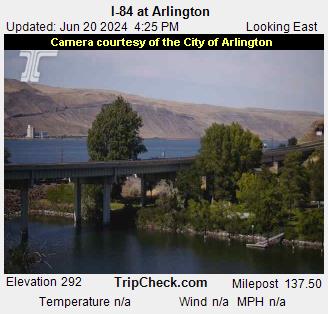 I-84 at Arlington
Updated: Jun 20 2024 4:25 PM Looking East
Camera courtesy of the City of Arlington
Elevation 292 TripCheck.com Milepost 137.50
Temperature n/a Wind n/a MPH n/a